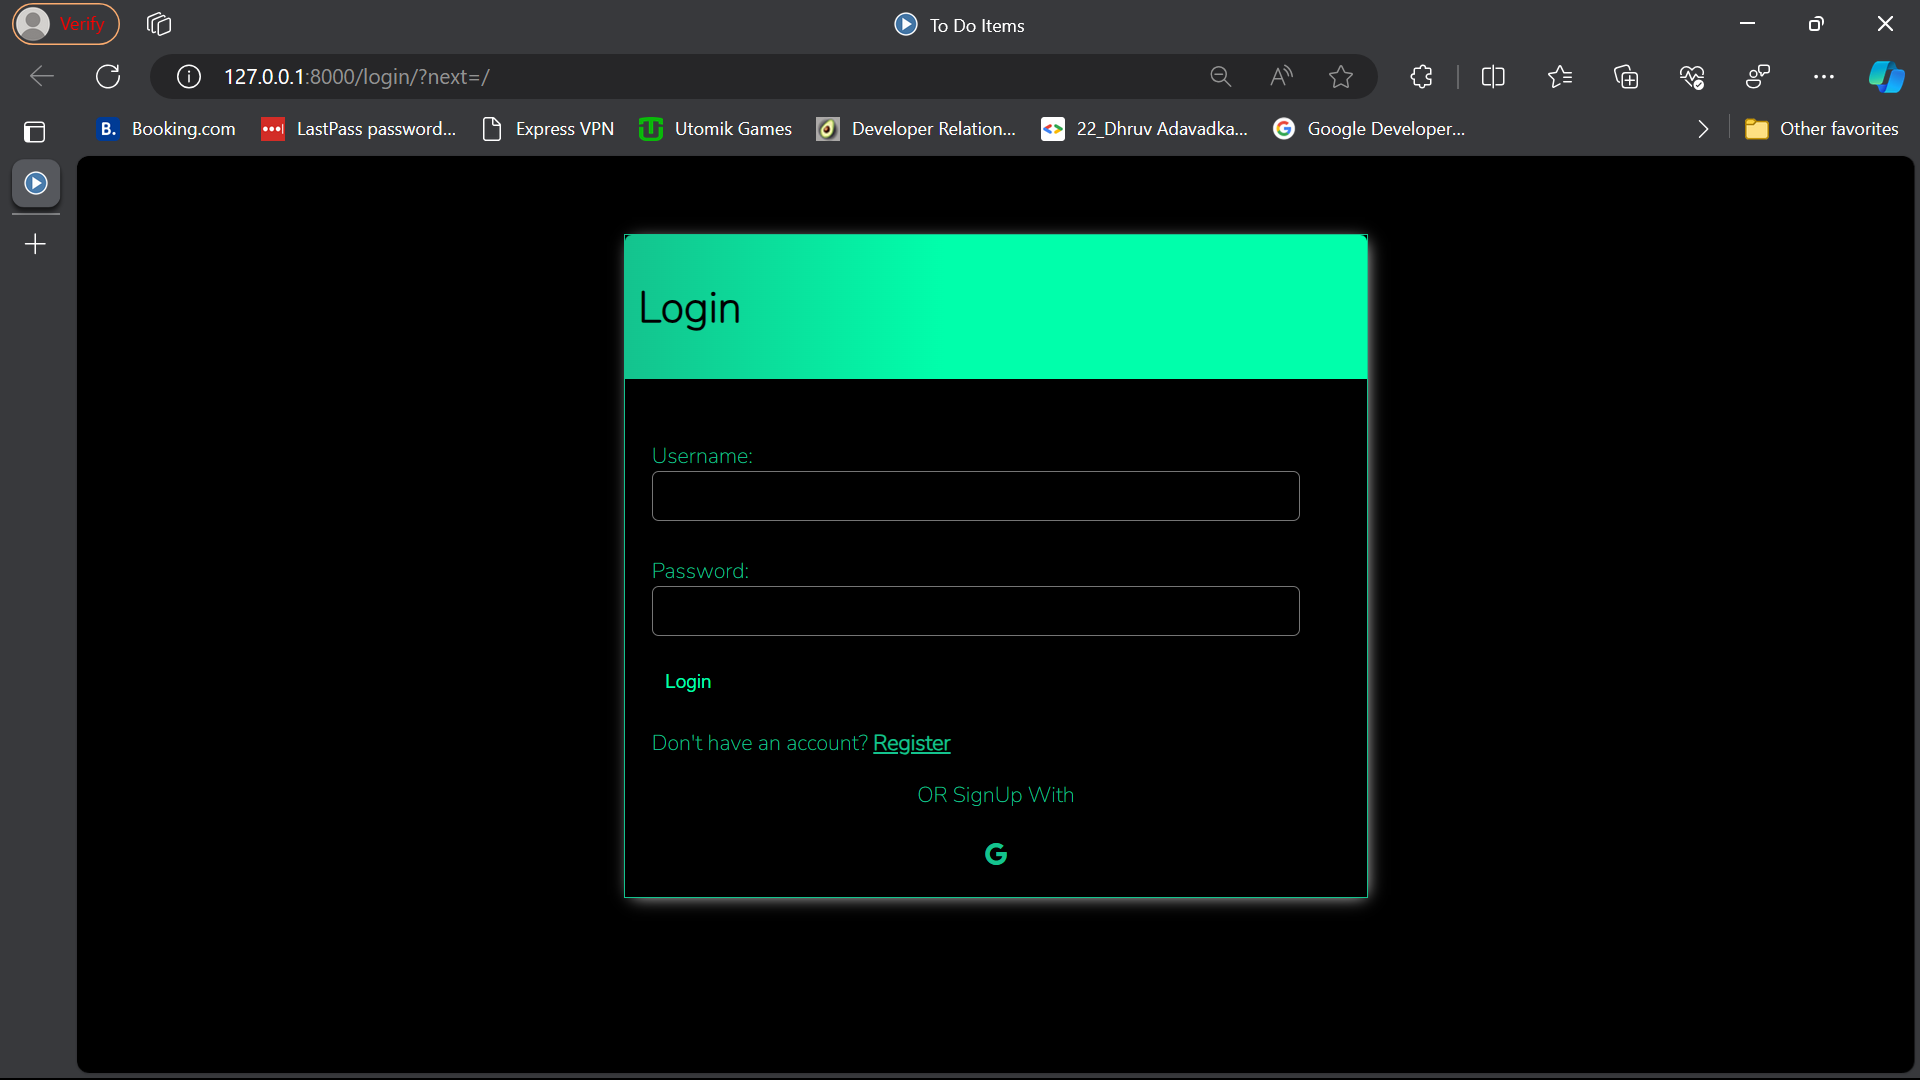 Verify
To Do Items
127.0.0.1:8000/login/?next=/
Booking.com
LastPass password...
Express VPN
Utomik Games
Developer Relation...
22_Dhruv Adavadka...
Google Developer...
Other favorites
Login
Username:
Password:
Login
Don't have an account? Register
OR SignUp With
G